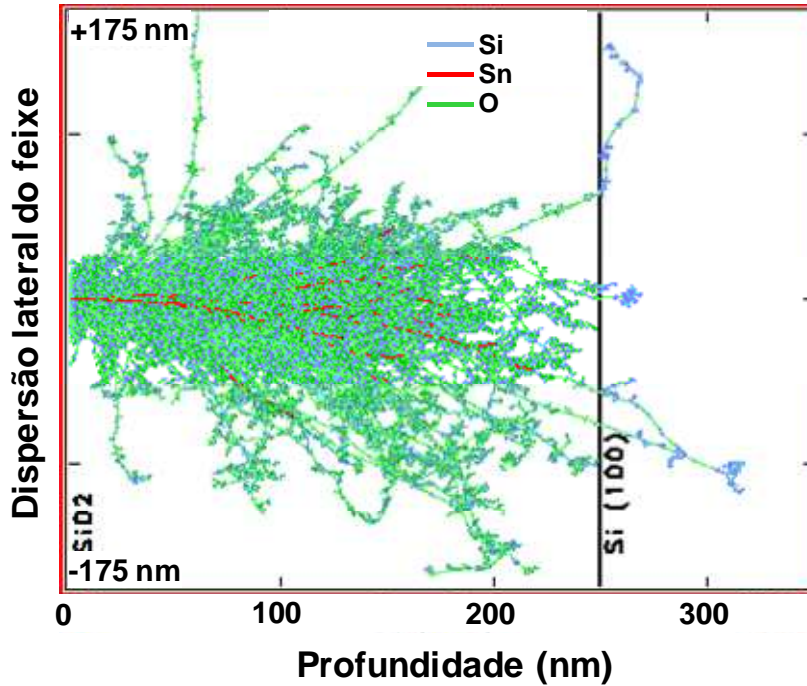 +175 nm
Si
Sn
O
Dispersão lateral do feixe
SiO2
Si (100)
-175 nm
0 100 200 300
Profundidade (nm)